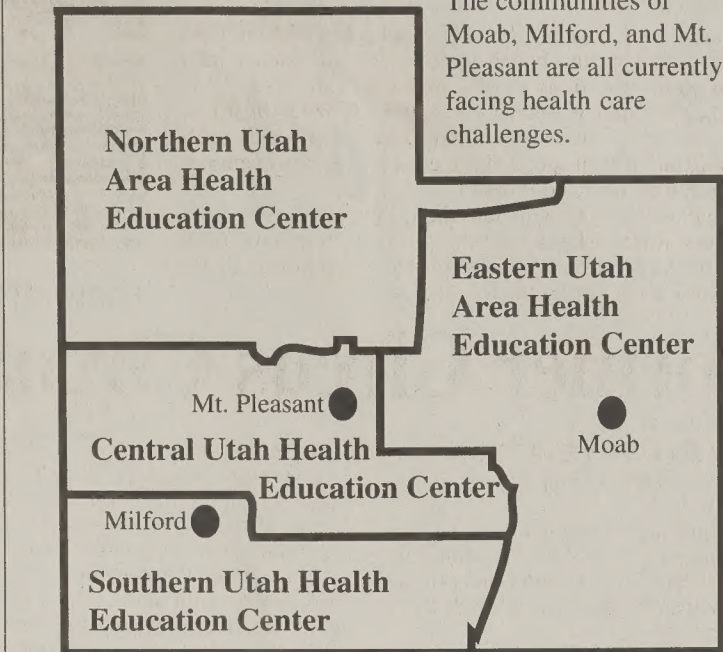 The communities of
Moab, Milford, and Mt.
Pleasant are all currently
facing health care
challenges.
Northern Utah
Area Health
Education Center
Eastern Utah
Area Health
Education Center
Mt. Pleasant
Moab
Central Utah Health
Education Center
Milford
Southern Utah Health
Education Center